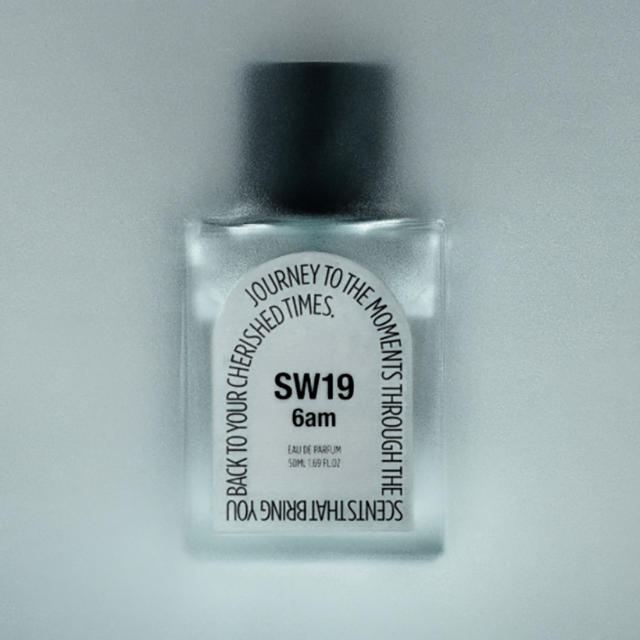 JOURNEY TO THE MOMENTS THROUGH THE
SCENTS THAT BRING YOU
BACK TO YOUR CHERISHED TIMES.
SW19
6am
EAU DE PARFUM
50ML 1.69 FL.OZ